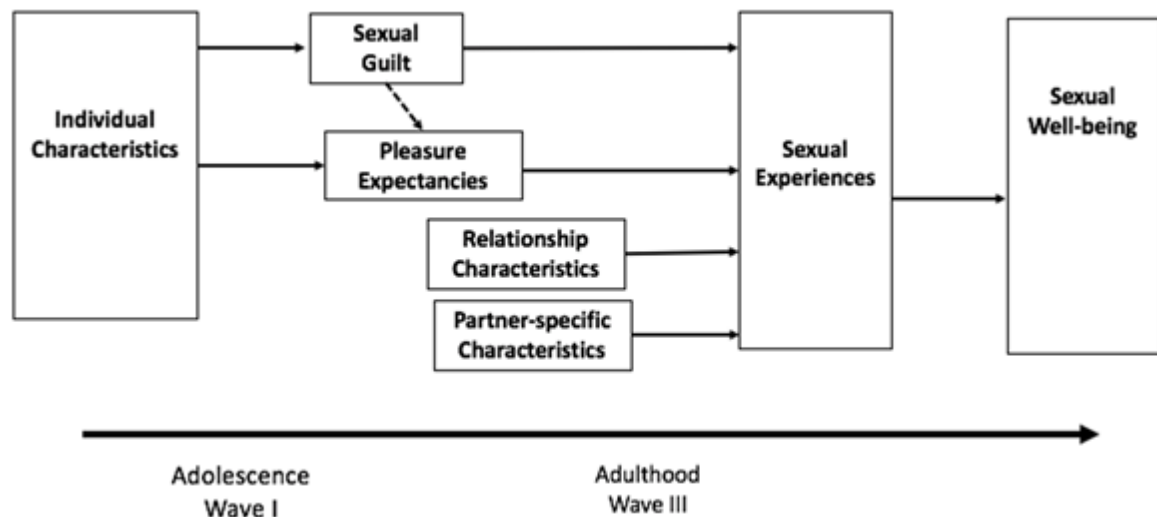 Individual
Characteristics
Sexual
Guilt
Pleasure
Expectancies
Relationship
Characteristics
Partner-specific
Characteristics
Sexual
Experiences
Sexual
Well-being
Adolescence
Wave I
Adulthood
Wave III